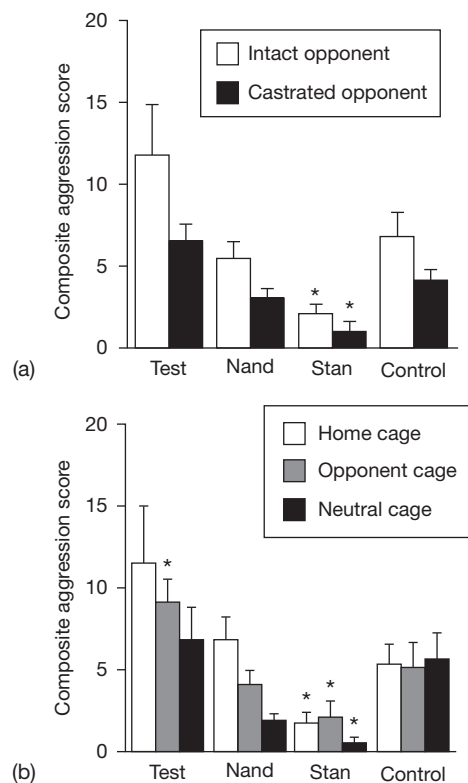 20
Intact opponent
Castrated opponent
15
10
5
0
Composite aggression score
* *
Test Nand Stan Control
(a)
20
Home cage
Opponent cage
Neutral cage
15
10
5
0
Composite aggression score
*
* * *
Test Nand Stan Control
(b)